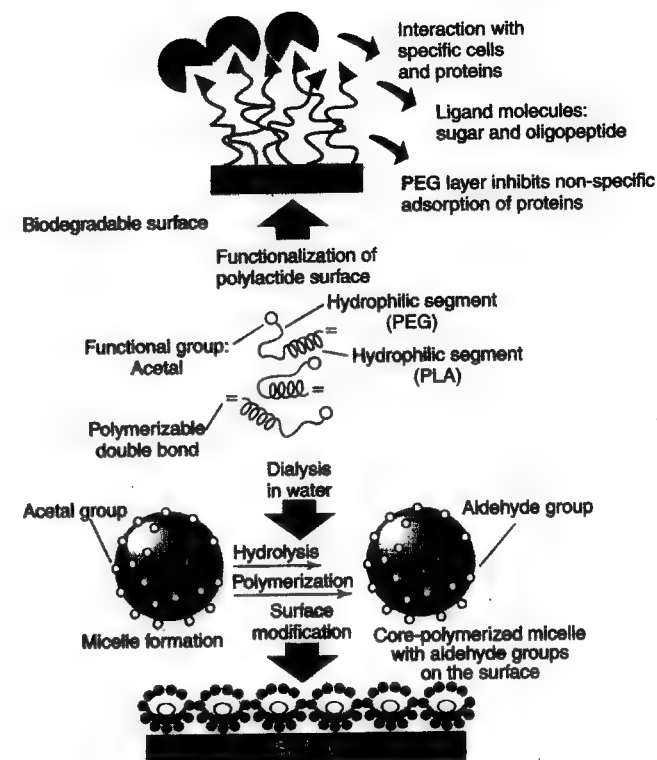 Interaction with
specific cells
and proteins
Ligand molecules:
sugar and oligopeptide
PEG layer inhibits non-specific
adsorption of proteins
Biodegradable surface
Functionalization of
polylactide surface
Hydrophilic segment
(PEG)
Functional group:
Acetal
Hydrophilic segment
(PLA)
Polymerizable
double bond
Dialysis
in water
Acetal group
Aldehyde group
Hydrolysis
Polymerization
Surface
modification
Micelle formation
Core-polymerized micelle
with aldehyde groups
on the surface